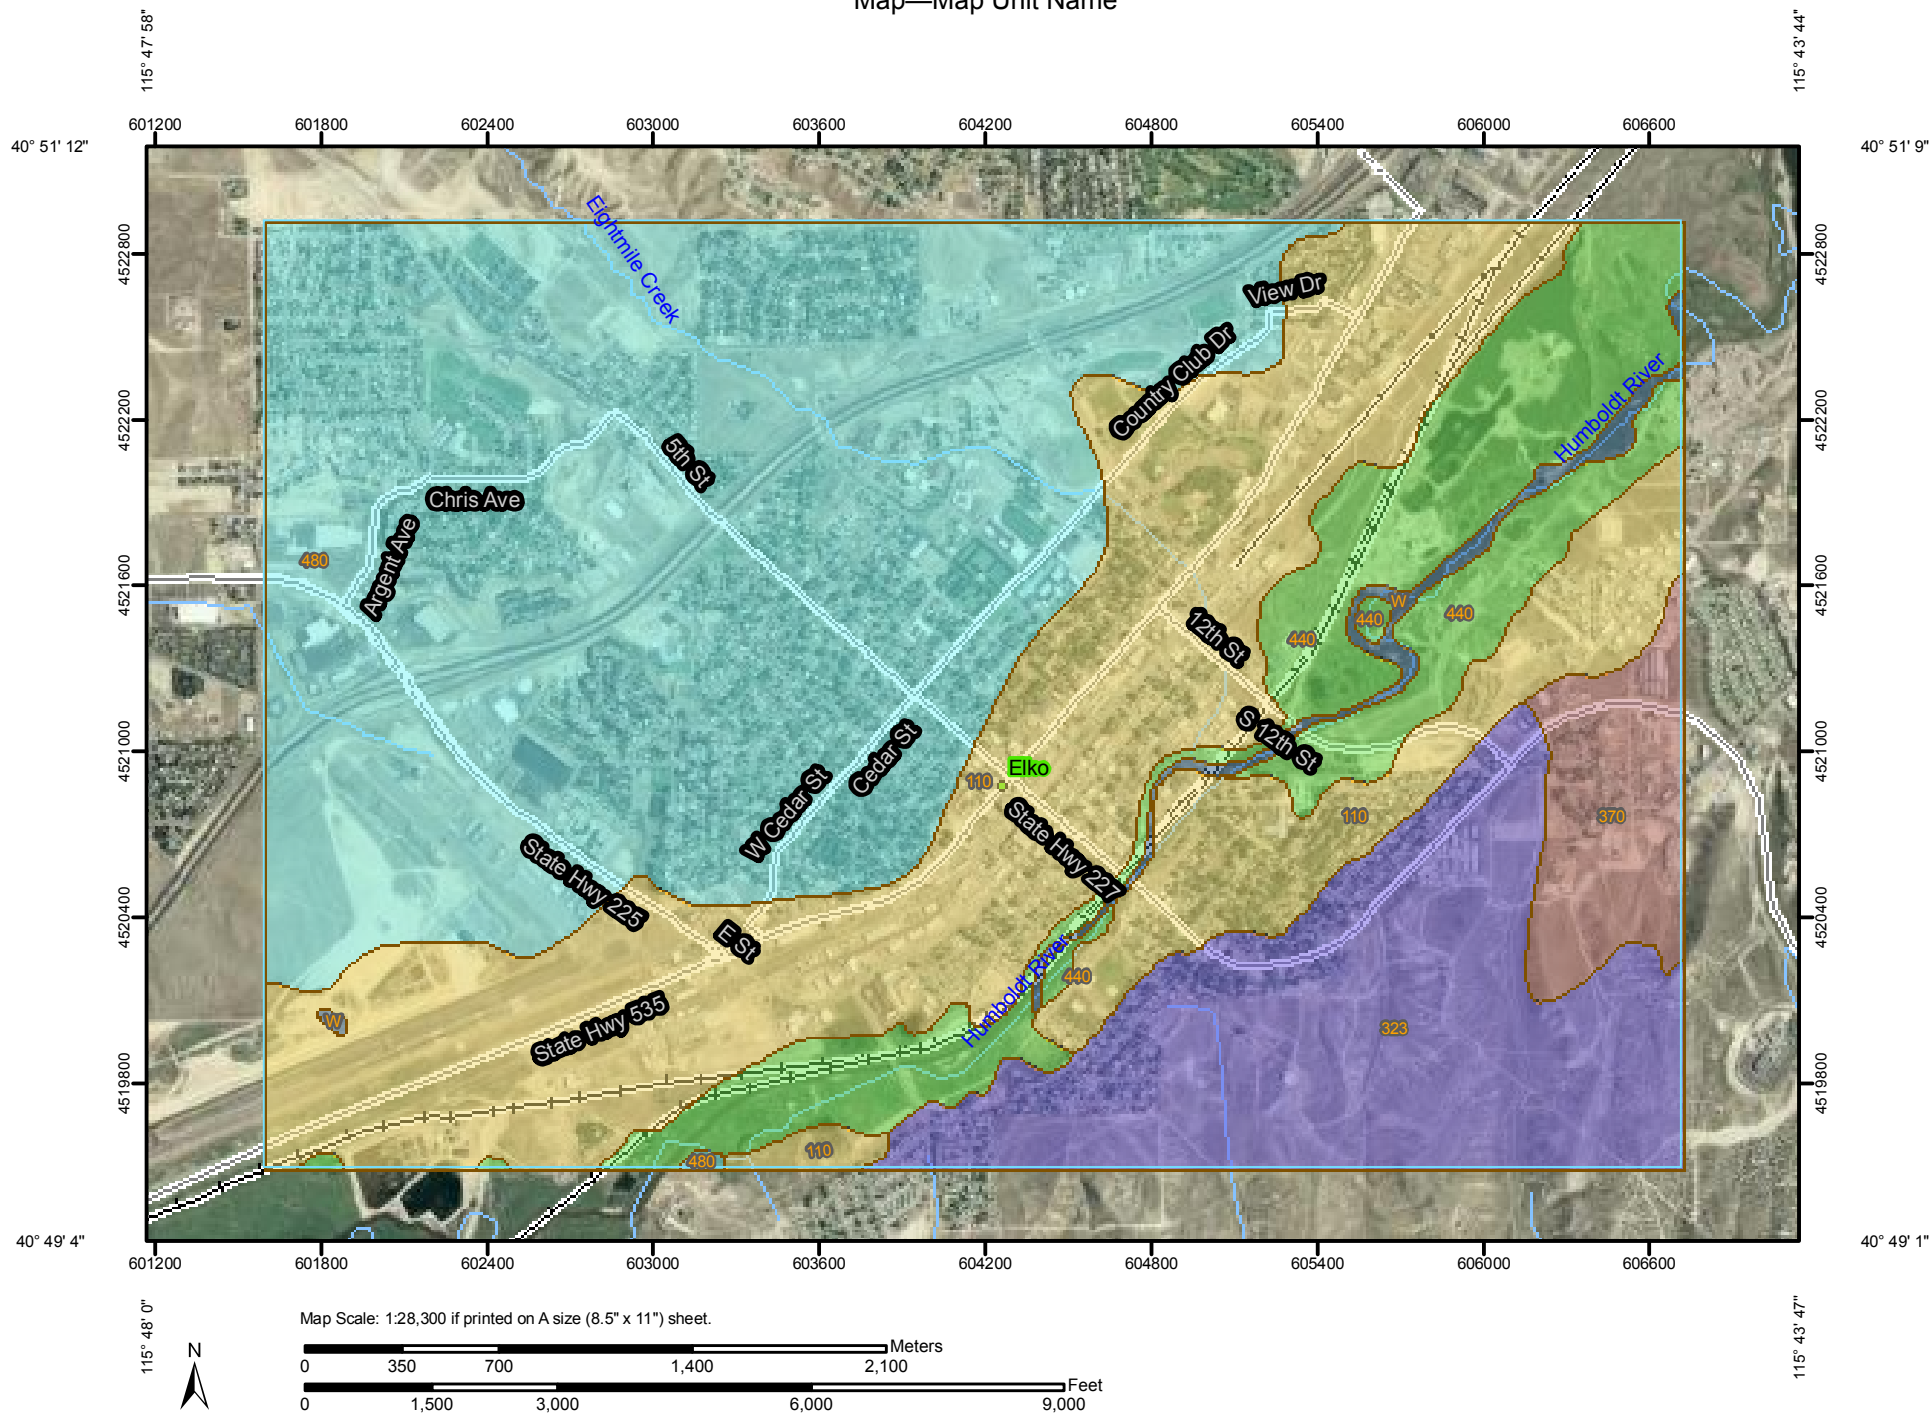 Map—Map Unit Name
115° 47' 58"
115° 43' 44"
601200 601800 602400 603000 603600 604200 604800 605400 606000 606600
40° 51' 12"
40° 51' 9"
4522800
4522800
Eightmile Creek
View Dr
Country Club Dr
Humboldt River
4522200
4522200
5th St
Chris Ave
Argent Ave
480
4521600
4521600
W
440
440
440
12th St
S 12th St
4521000
4521000
Cedar St
W Cedar St
Elko
110
State Hwy 227
110
370
State Hwy 225
E St
4520400
4520400
Humboldt River
440
W
State Hwy 535
323
4519800
4519800
480
110
40° 49' 4"
40° 49' 1"
601200 601800 602400 603000 603600 604200 604800 605400 606000 606600
115° 48' 0"
115° 43' 47"
Map Scale: 1:28,300 if printed on A size (8.5" x 11") sheet.
N
Meters
0 350 700 1,400 2,100
Feet
0 1,500 3,000 6,000 9,000